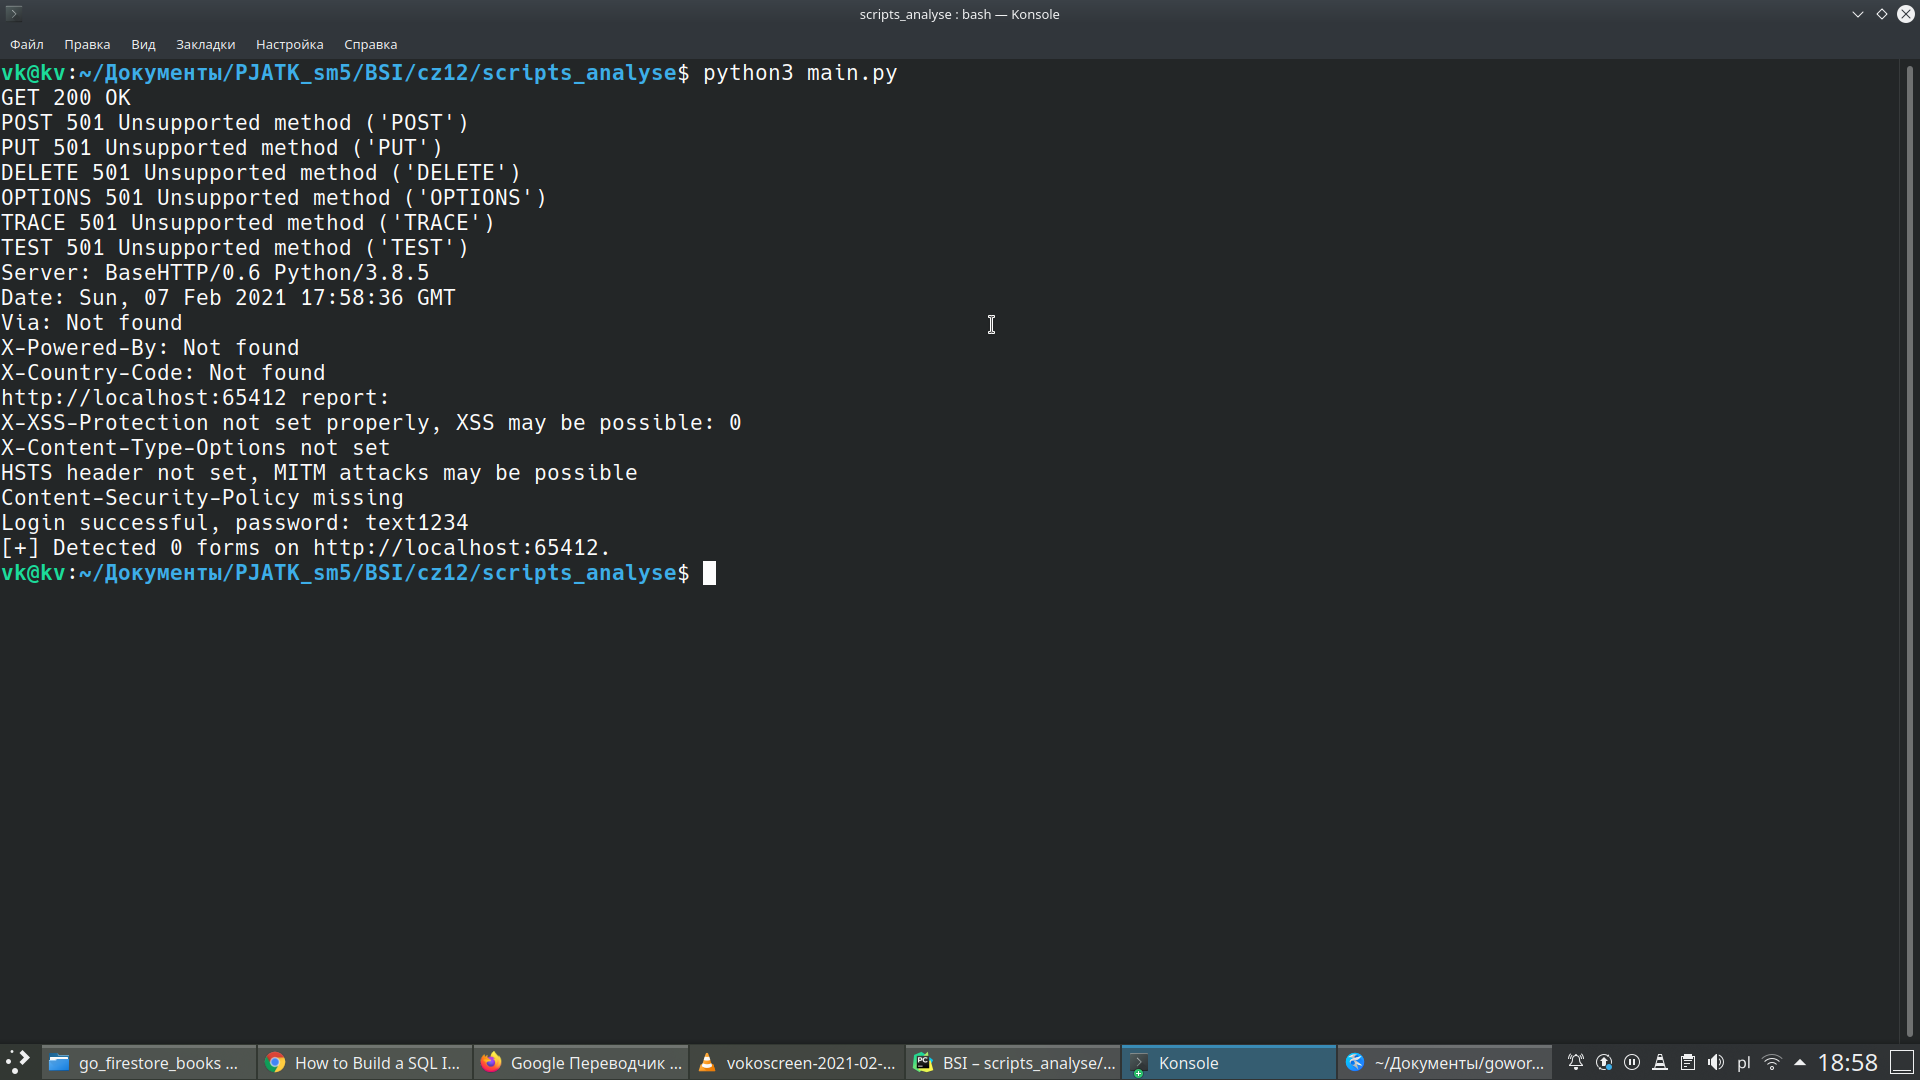 scripts_analyse : bash — Konsole
Файл Правка Вид Закладки Настройка Справка
vk@kv:~/Документы/PJATK_sm5/BSI/cz12/scripts_analyse$ python3 main.py
GET 200 OK
POST 501 Unsupported method ('POST')
PUT 501 Unsupported method ('PUT')
DELETE 501 Unsupported method ('DELETE')
OPTIONS 501 Unsupported method ('OPTIONS')
TRACE 501 Unsupported method ('TRACE')
TEST 501 Unsupported method ('TEST')
Server: BaseHTTP/0.6 Python/3.8.5
Date: Sun, 07 Feb 2021 17:58:36 GMT
Via: Not found
X-Powered-By: Not found
X-Country-Code: Not found
http://localhost:65412 report:
X-XSS-Protection not set properly, XSS may be possible: 0
X-Content-Type-Options not set
HSTS header not set, MITM attacks may be possible
Content-Security-Policy missing
Login successful, password: text1234
[+] Detected 0 forms on http://localhost:65412.
vk@kv:~/Документы/PJATK_sm5/BSI/cz12/scripts_analyse$
go_firestore_books ... How to Build a SQL I... Google Переводчик ... vokoscreen-2021-02-... BSI – scripts_analyse/... Konsole ~/Документы/gowor... pl 18:58